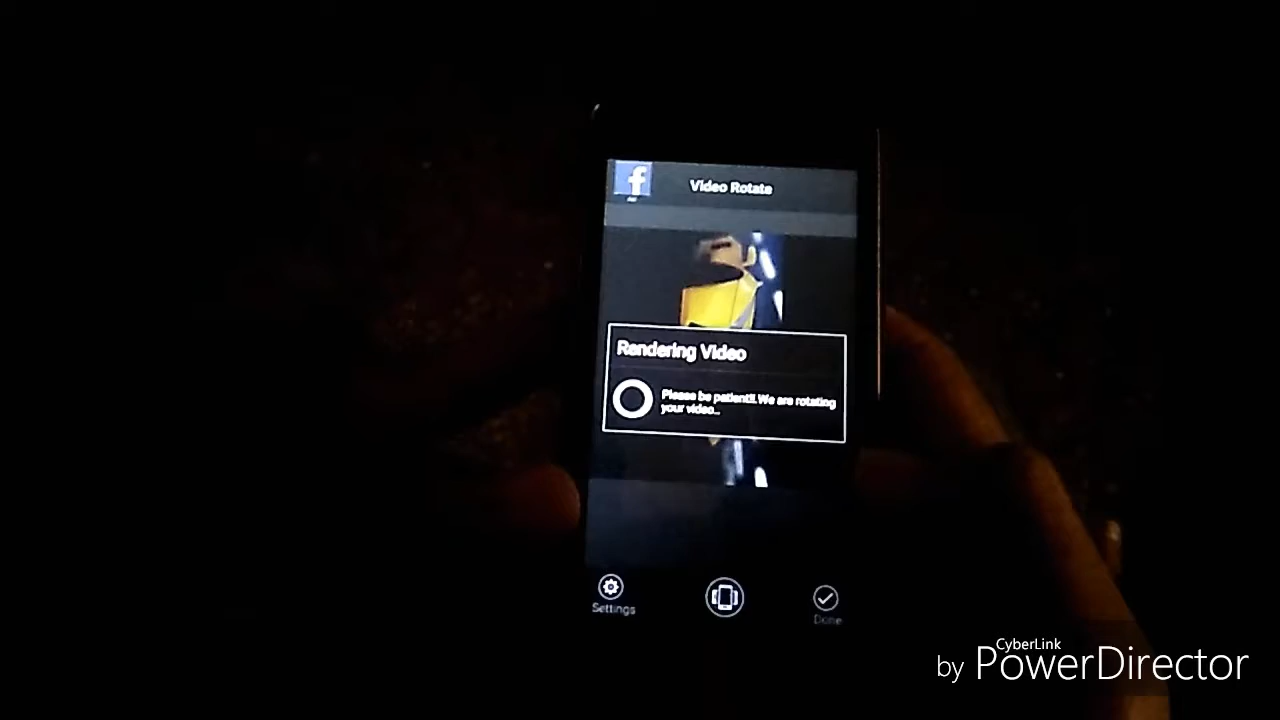 f
Video Rotate
Rendering Video
Please be patient!!.We are rotating
your video...
Settings
Done
CyberLink
by PowerDirector